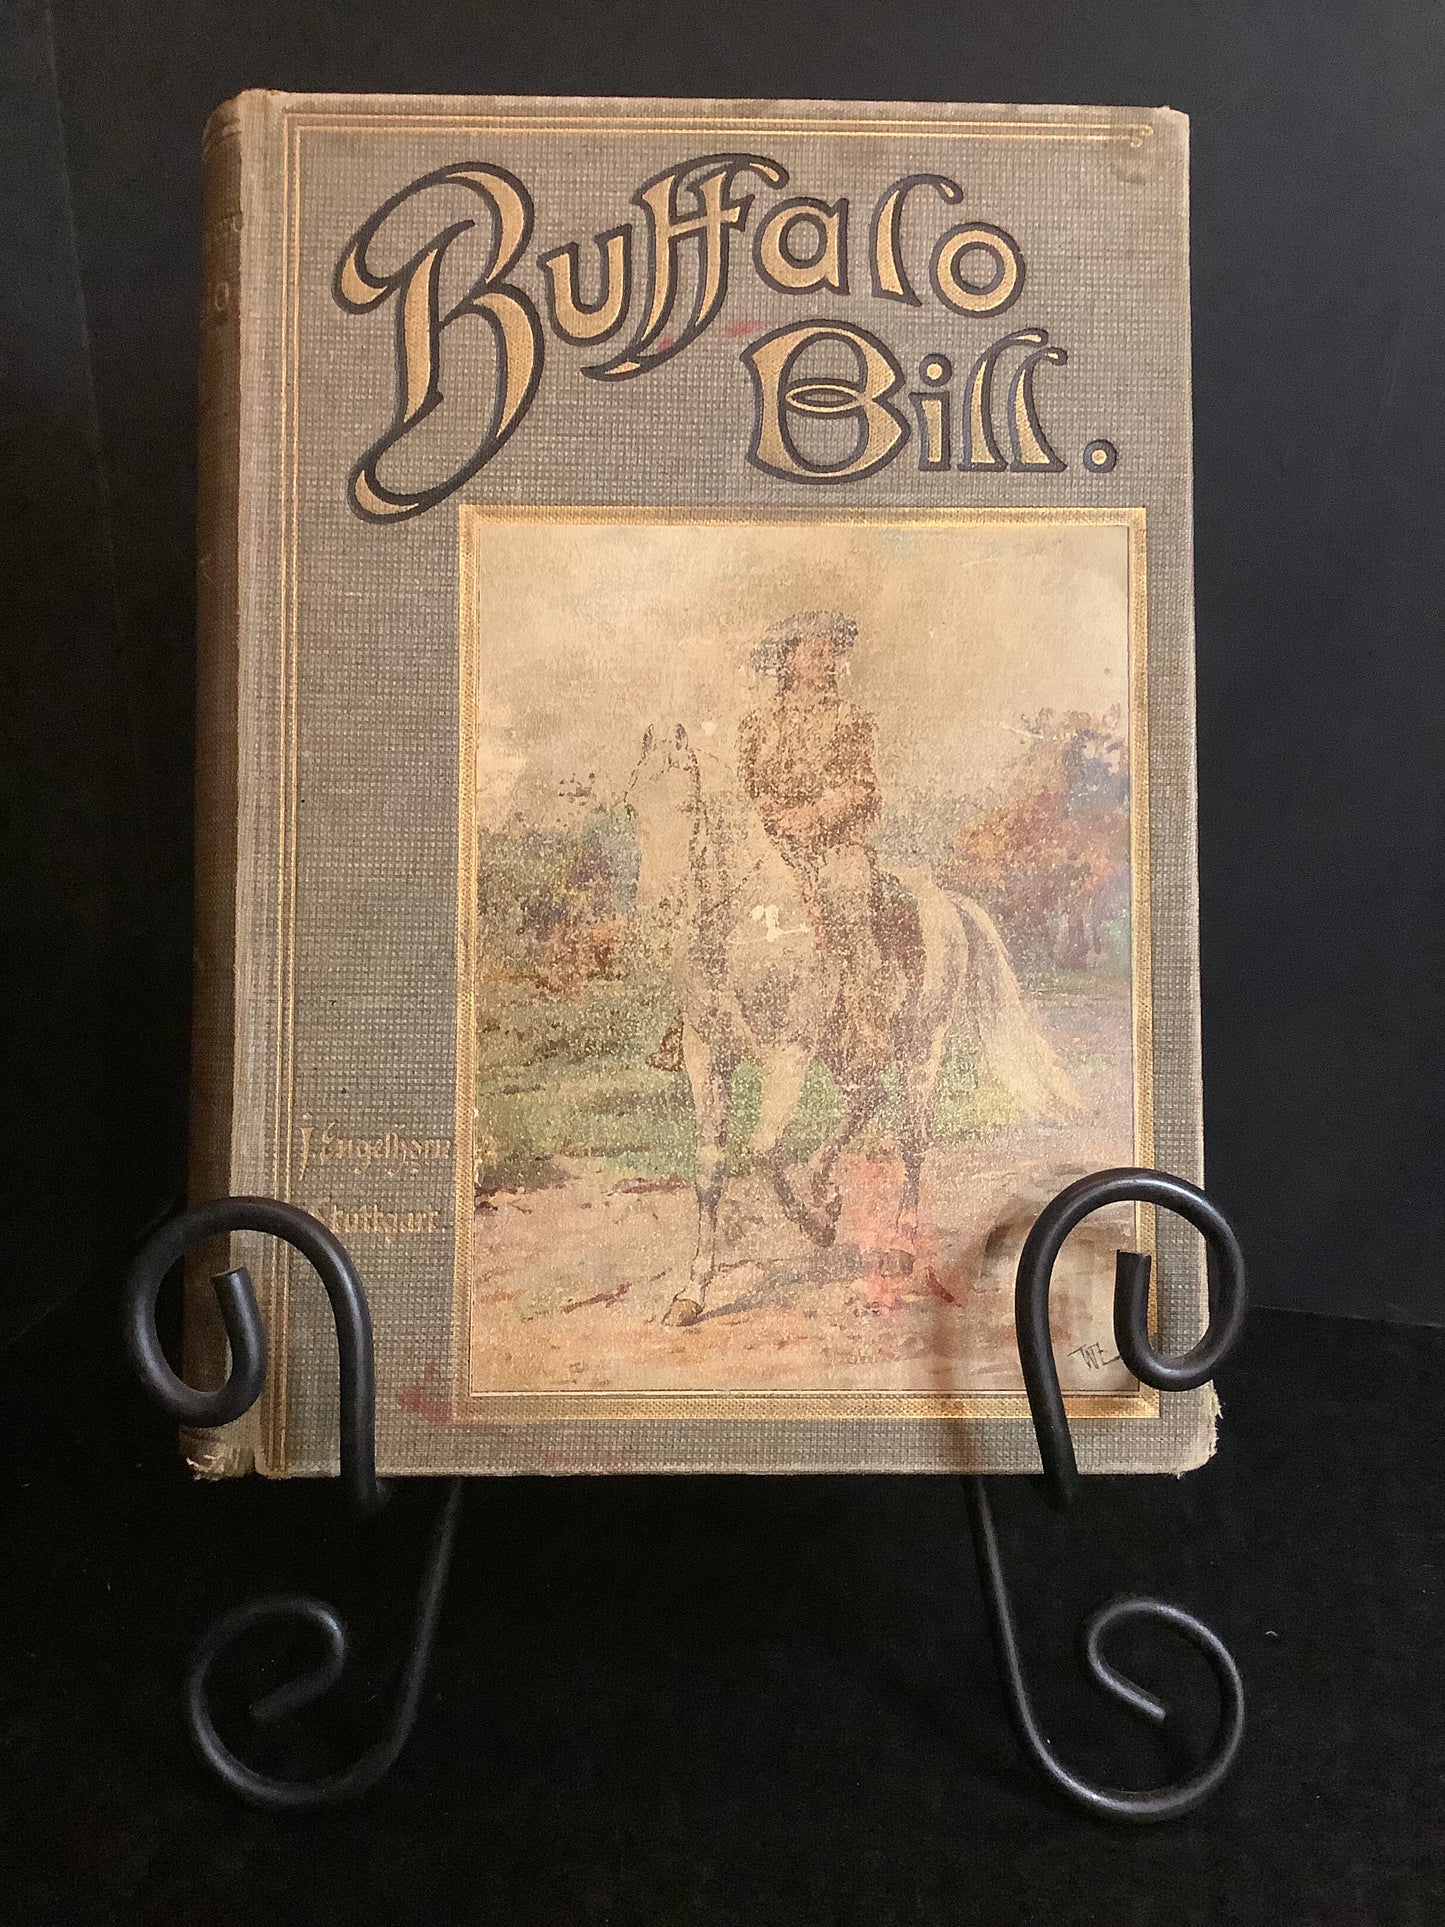 Buffalo
Bill.
J. Engelhorn
Stuttgart.